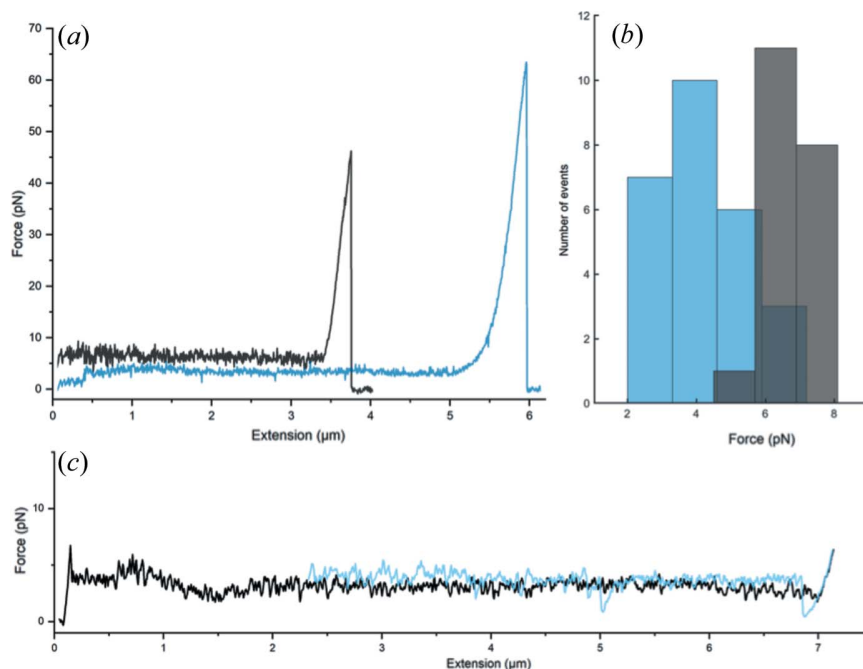 (a)
70
60
50
40
30
20
10
0
Force (pN)
0 1 2 3 4 5 6
Extension (µm)
(b)
12
10
8
6
4
2
0
Number of events
2 4 6 8
Force (pN)
(c)
10
0
Force (pN)
0 1 2 3 4 5 6 7
Extension (µm)